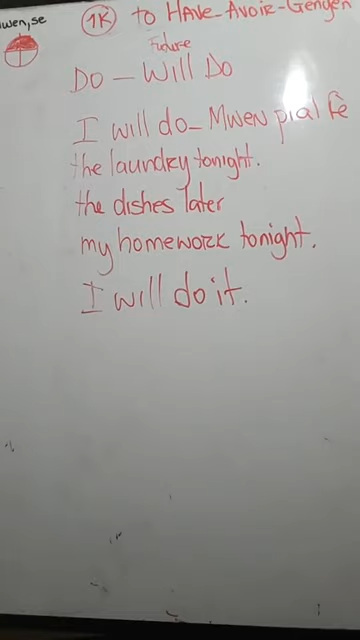 wen,se
1K to HAVE-AVOIR-GENYEN
Future
DO - WILL DO
I will do - MWEN pral fè
the laundry tonight.
the dishes later
my homework tonight.
I will do it.